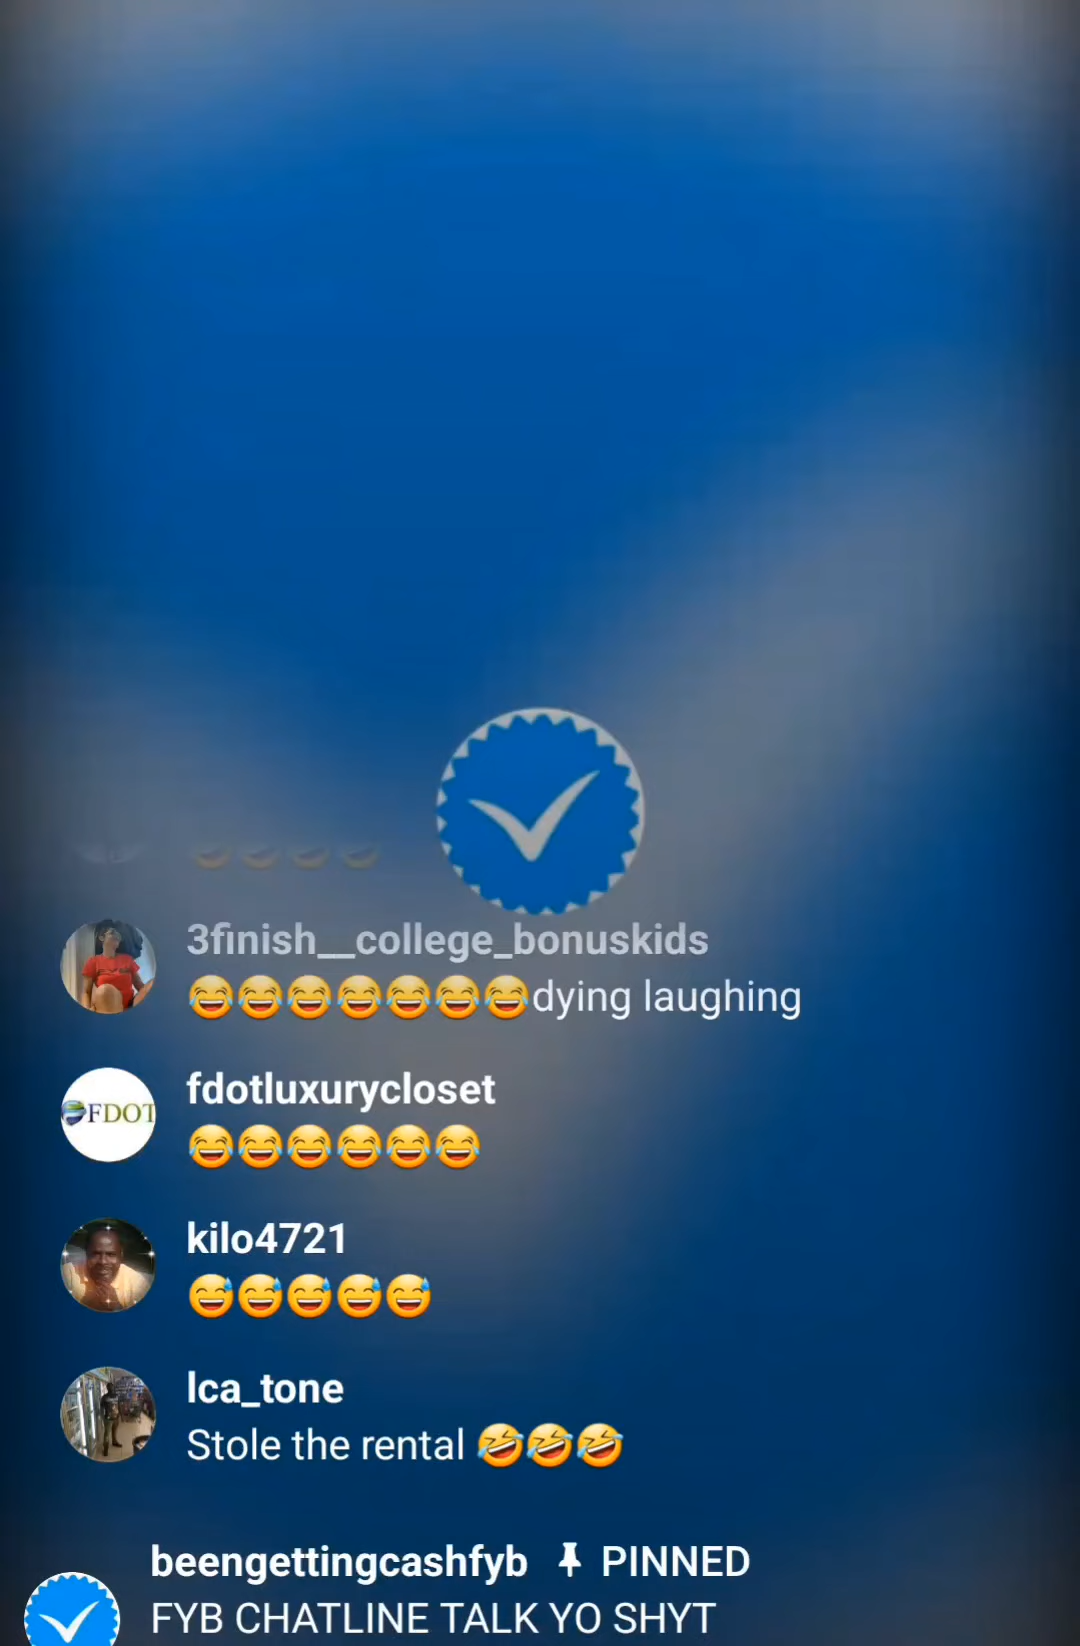 3finish__college_bonuskids
😂😂😂😂😂😂😂dying laughing
fdotluxurycloset
FDOT
😂😂😂😂😂😂
kilo4721
😅😅😅😅😅
lca_tone
Stole the rental 🤣🤣🤣
beengettingcashfyb 📌 PINNED
FYB CHATLINE TALK YO SHYT